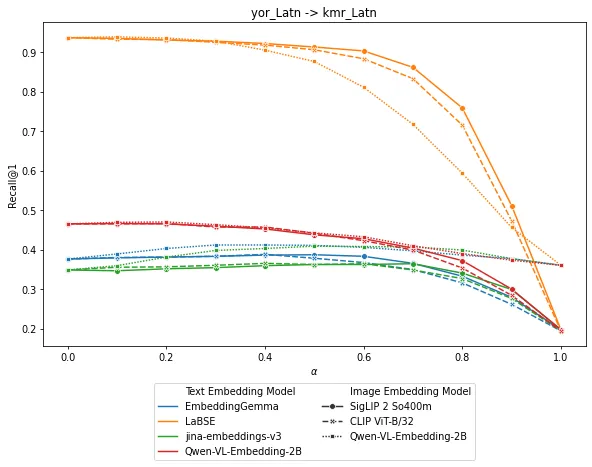 yor_Latn -> kmr_Latn
Recall@1
0.9
0.8
0.7
0.6
0.5
0.4
0.3
0.2
0.0 0.2 0.4 0.6 0.8 1.0
α
Text Embedding Model Image Embedding Model
EmbeddingGemma SigLIP 2 So400m
LaBSE CLIP ViT-B/32
jina-embeddings-v3 Qwen-VL-Embedding-2B
Qwen-VL-Embedding-2B